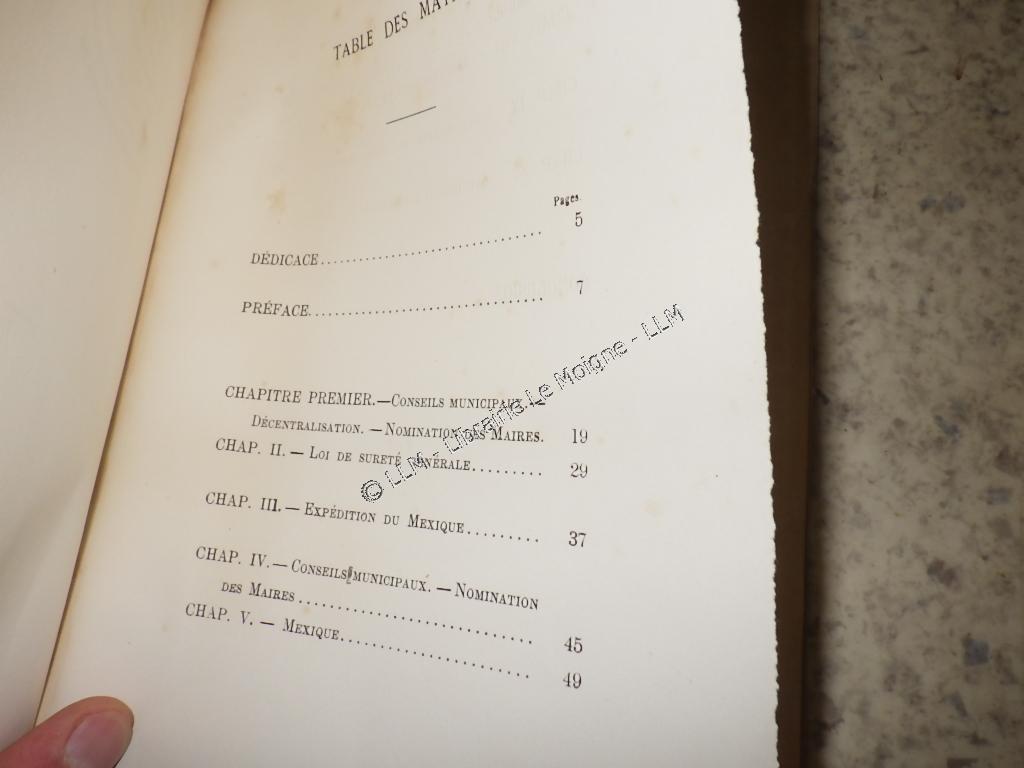 TABLE DES
Pages.
DÉDICACE.......................... 5
PRÉFACE.......................... 7
CHAPITRE PREMIER.—CONSEILS MUNICIPAUX
DÉCENTRALISATION. — NOMINATION DES MAIRES. 19
CHAP. II. — LOI DE SURETÉ GÉNÉRALE......... 29
CHAP. III. — EXPÉDITION DU MEXIQUE......... 37
CHAP. IV. — CONSEILS MUNICIPAUX. — NOMINATION
DES MAIRES.......................... 45
CHAP. V. — MEXIQUE...................... 49
© LLM - Librairie Le Moigne - LLM